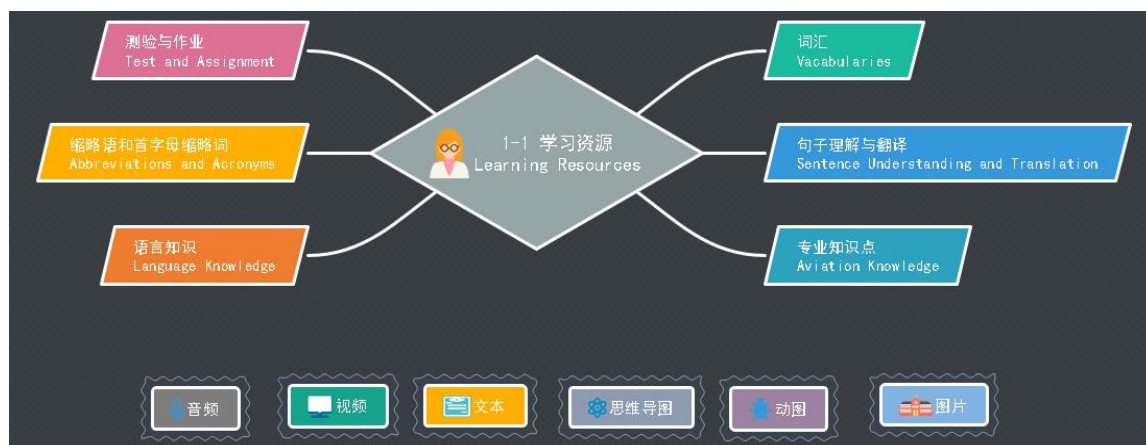 测验与作业
Test and Assignment
词汇
Vacabularies
缩略语和首字母缩略词
Abbreviations and Acronyms
1-1 学习资源
Learning Resources
句子理解与翻译
Sentence Understanding and Translation
语言知识
Language Knowledge
专业知识点
Aviation Knowledge
音频
视频
文本
思维导图
动图
图片